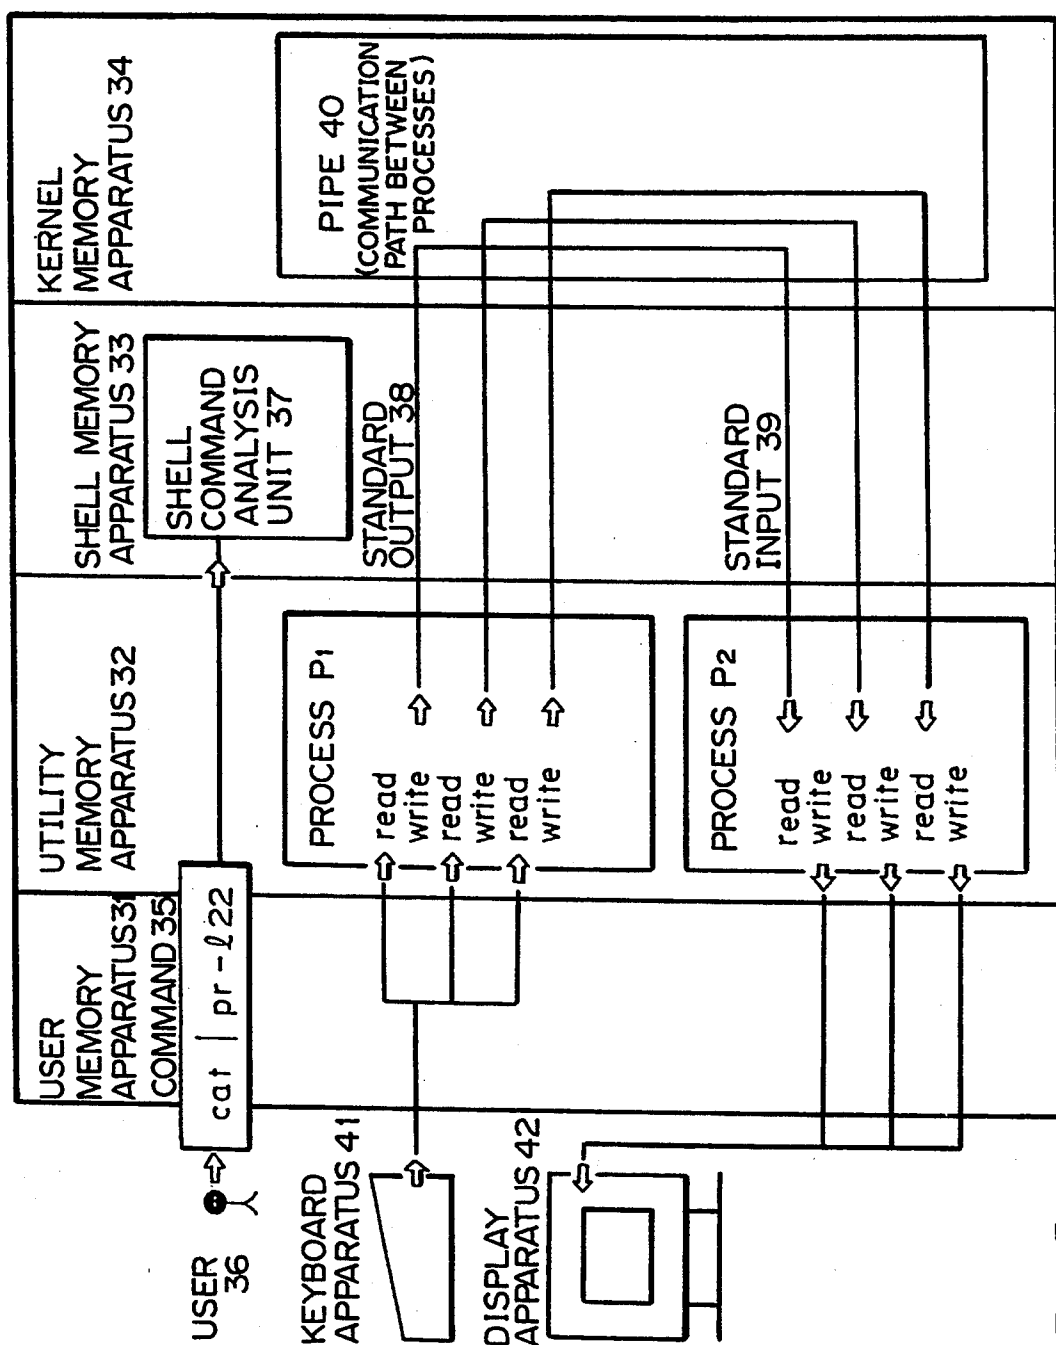 USER
MEMORY
APPARATUS 31
COMMAND 35
UTILITY
MEMORY
APPARATUS 32
SHELL MEMORY
APPARATUS 33
KERNEL
MEMORY
APPARATUS 34
USER
36
cat | pr -ℓ22
SHELL
COMMAND
ANALYSIS
UNIT 37
KEYBOARD
APPARATUS 41
PROCESS P1
read
write
read
write
read
write
STANDARD
OUTPUT 38
PIPE 40
(COMMUNICATION
PATH BETWEEN
PROCESSES)
DISPLAY
APPARATUS 42
PROCESS P2
read
write
read
write
read
write
STANDARD
INPUT 39